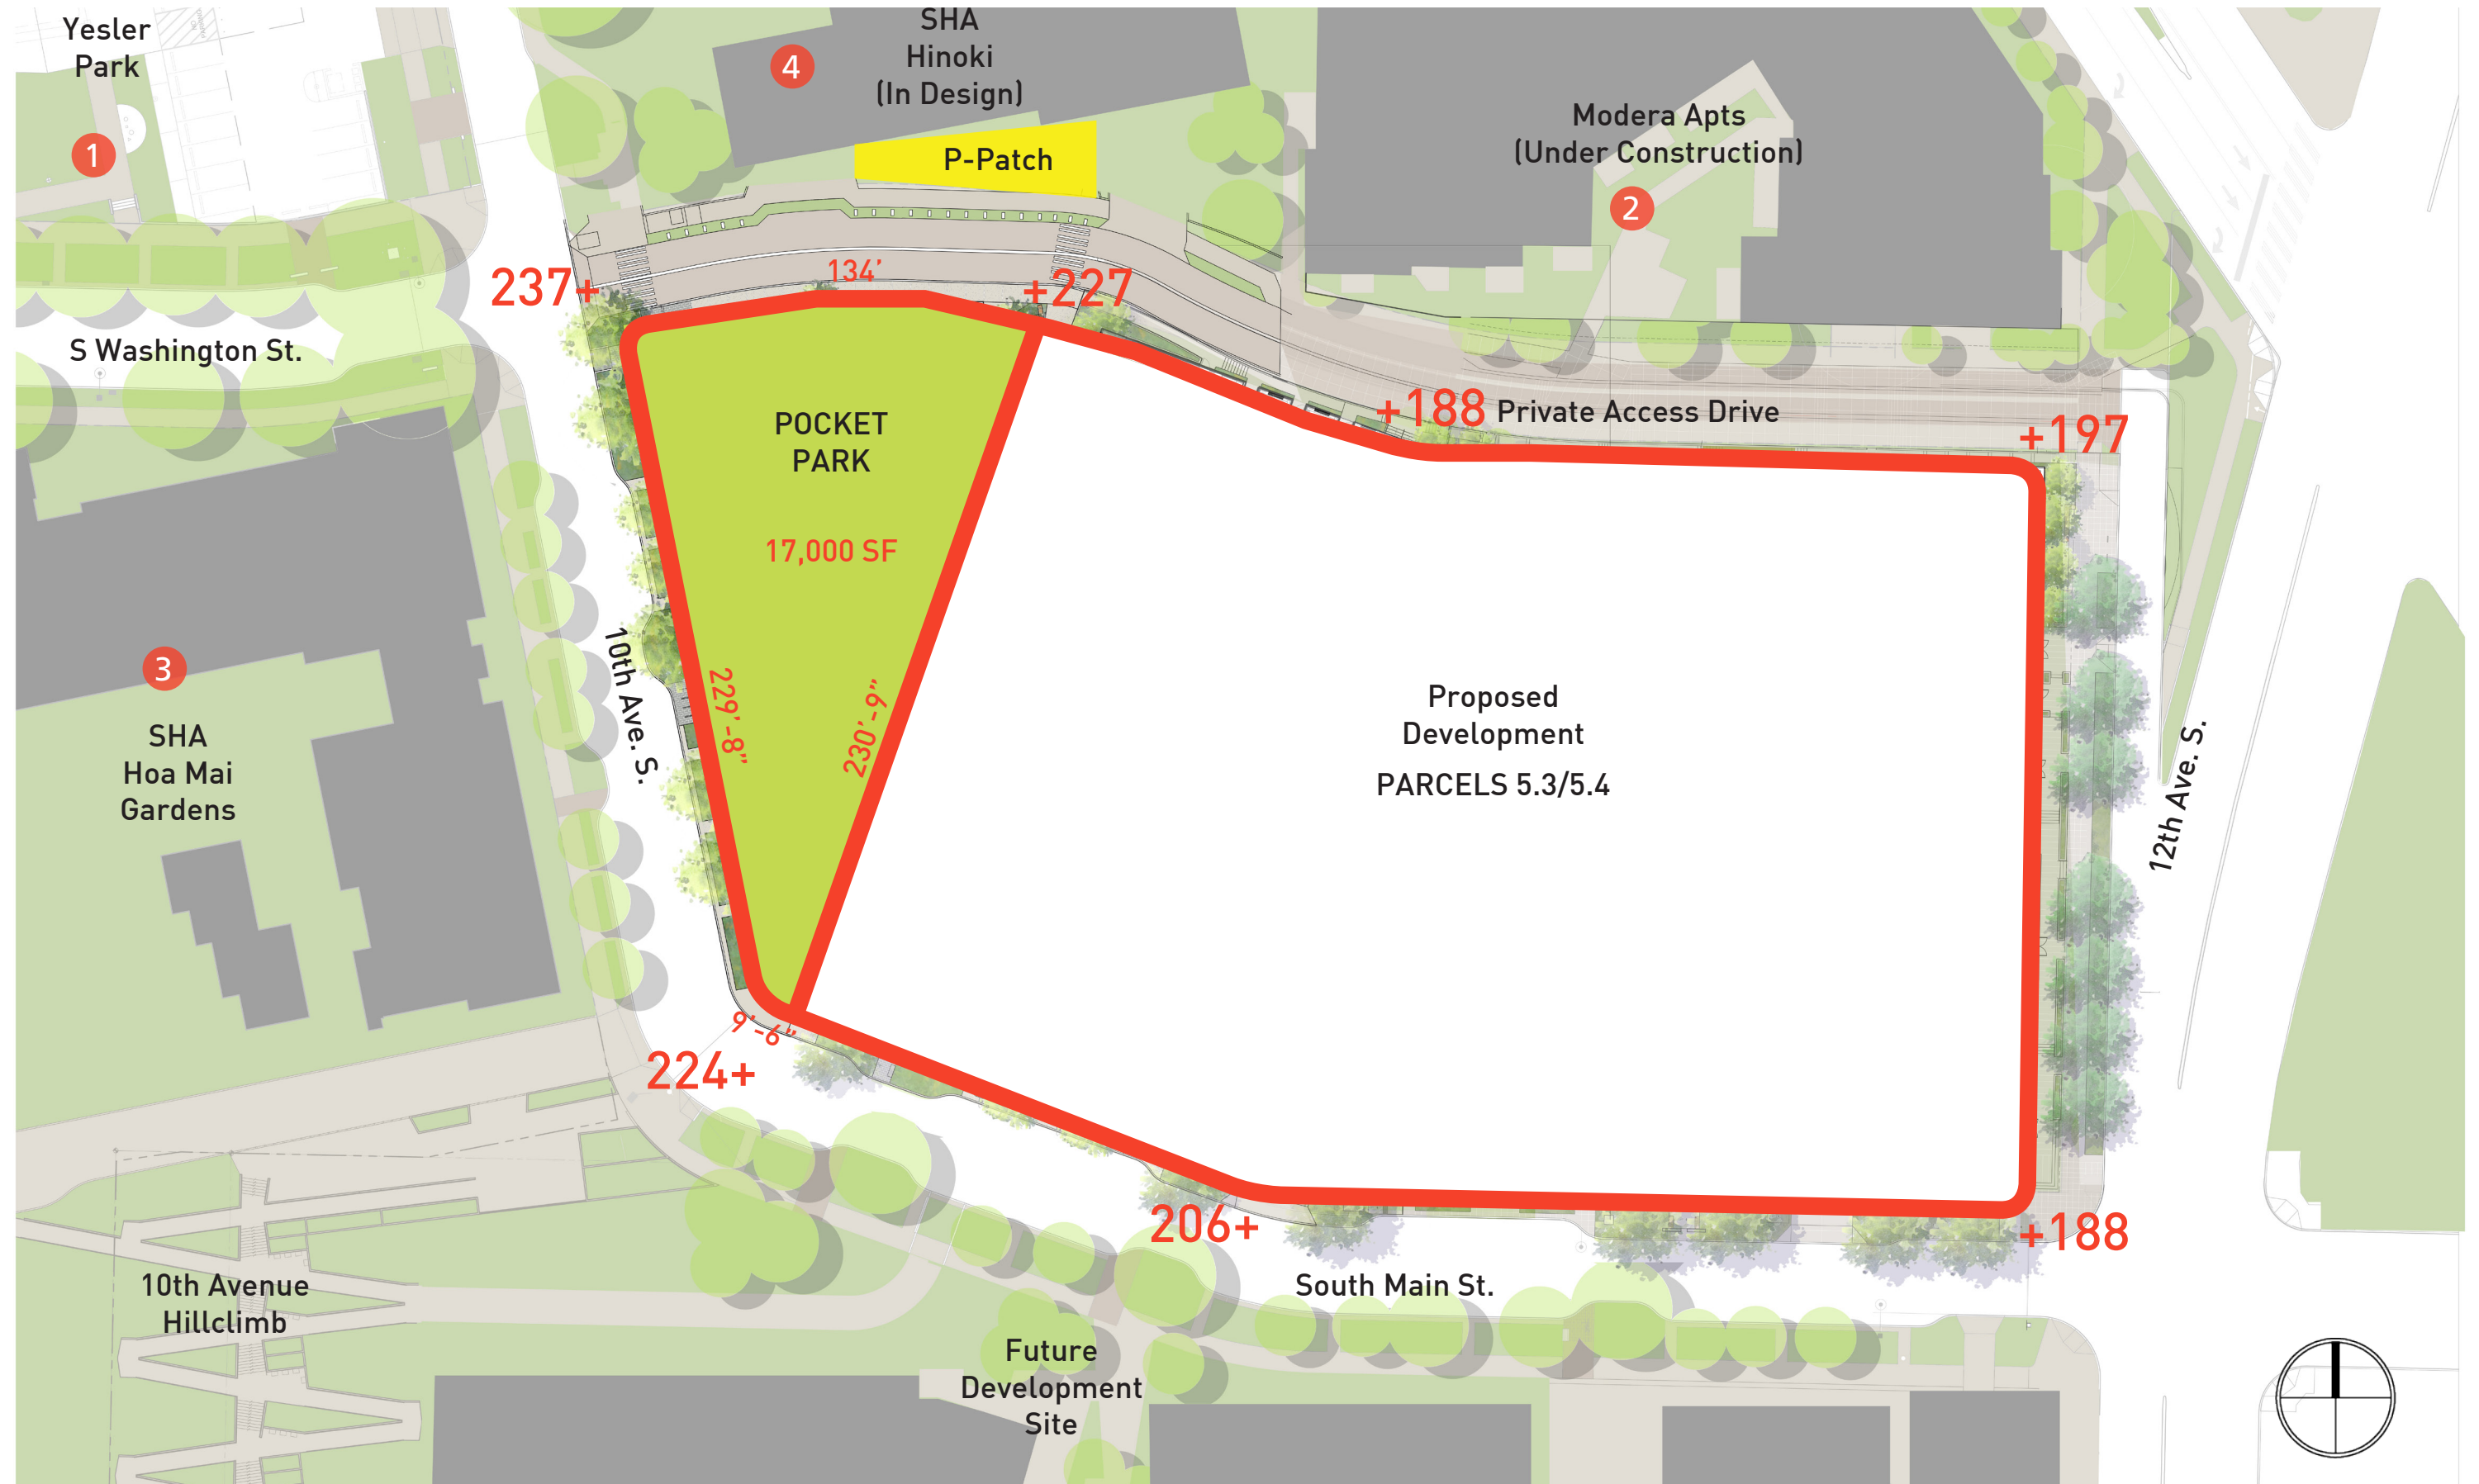 Yesler
Park
1
SHA
Hinoki
(In Design)
4
P-Patch
Modera Apts
(Under Construction)
2
237+
134’
+227
S Washington St.
POCKET
PARK
17,000 SF
+188
Private Access Drive
+197
10th Ave. S.
229’-8”
230’-9”
3
SHA
Hoa Mai
Gardens
Proposed
Development
PARCELS 5.3/5.4
12th Ave. S.
9’-6”
224+
206+
+188
South Main St.
10th Avenue
Hillclimb
Future
Development
Site